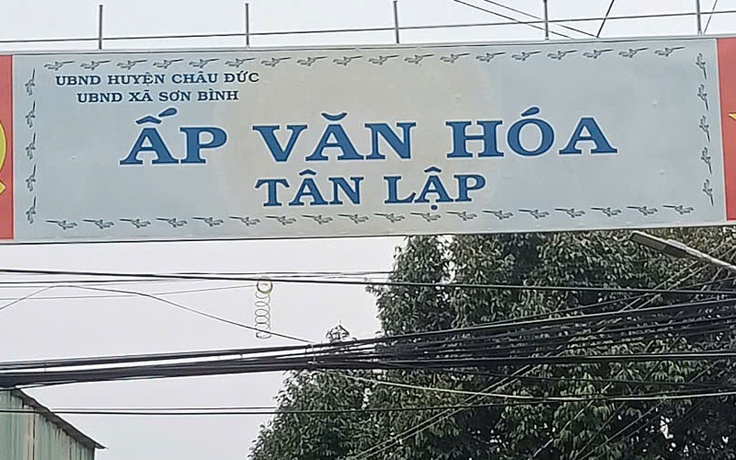 UBND HUYỆN CHÂU ĐỨC
UBND XÃ SƠN BÌNH
ẤP VĂN HÓA
TÂN LẬP